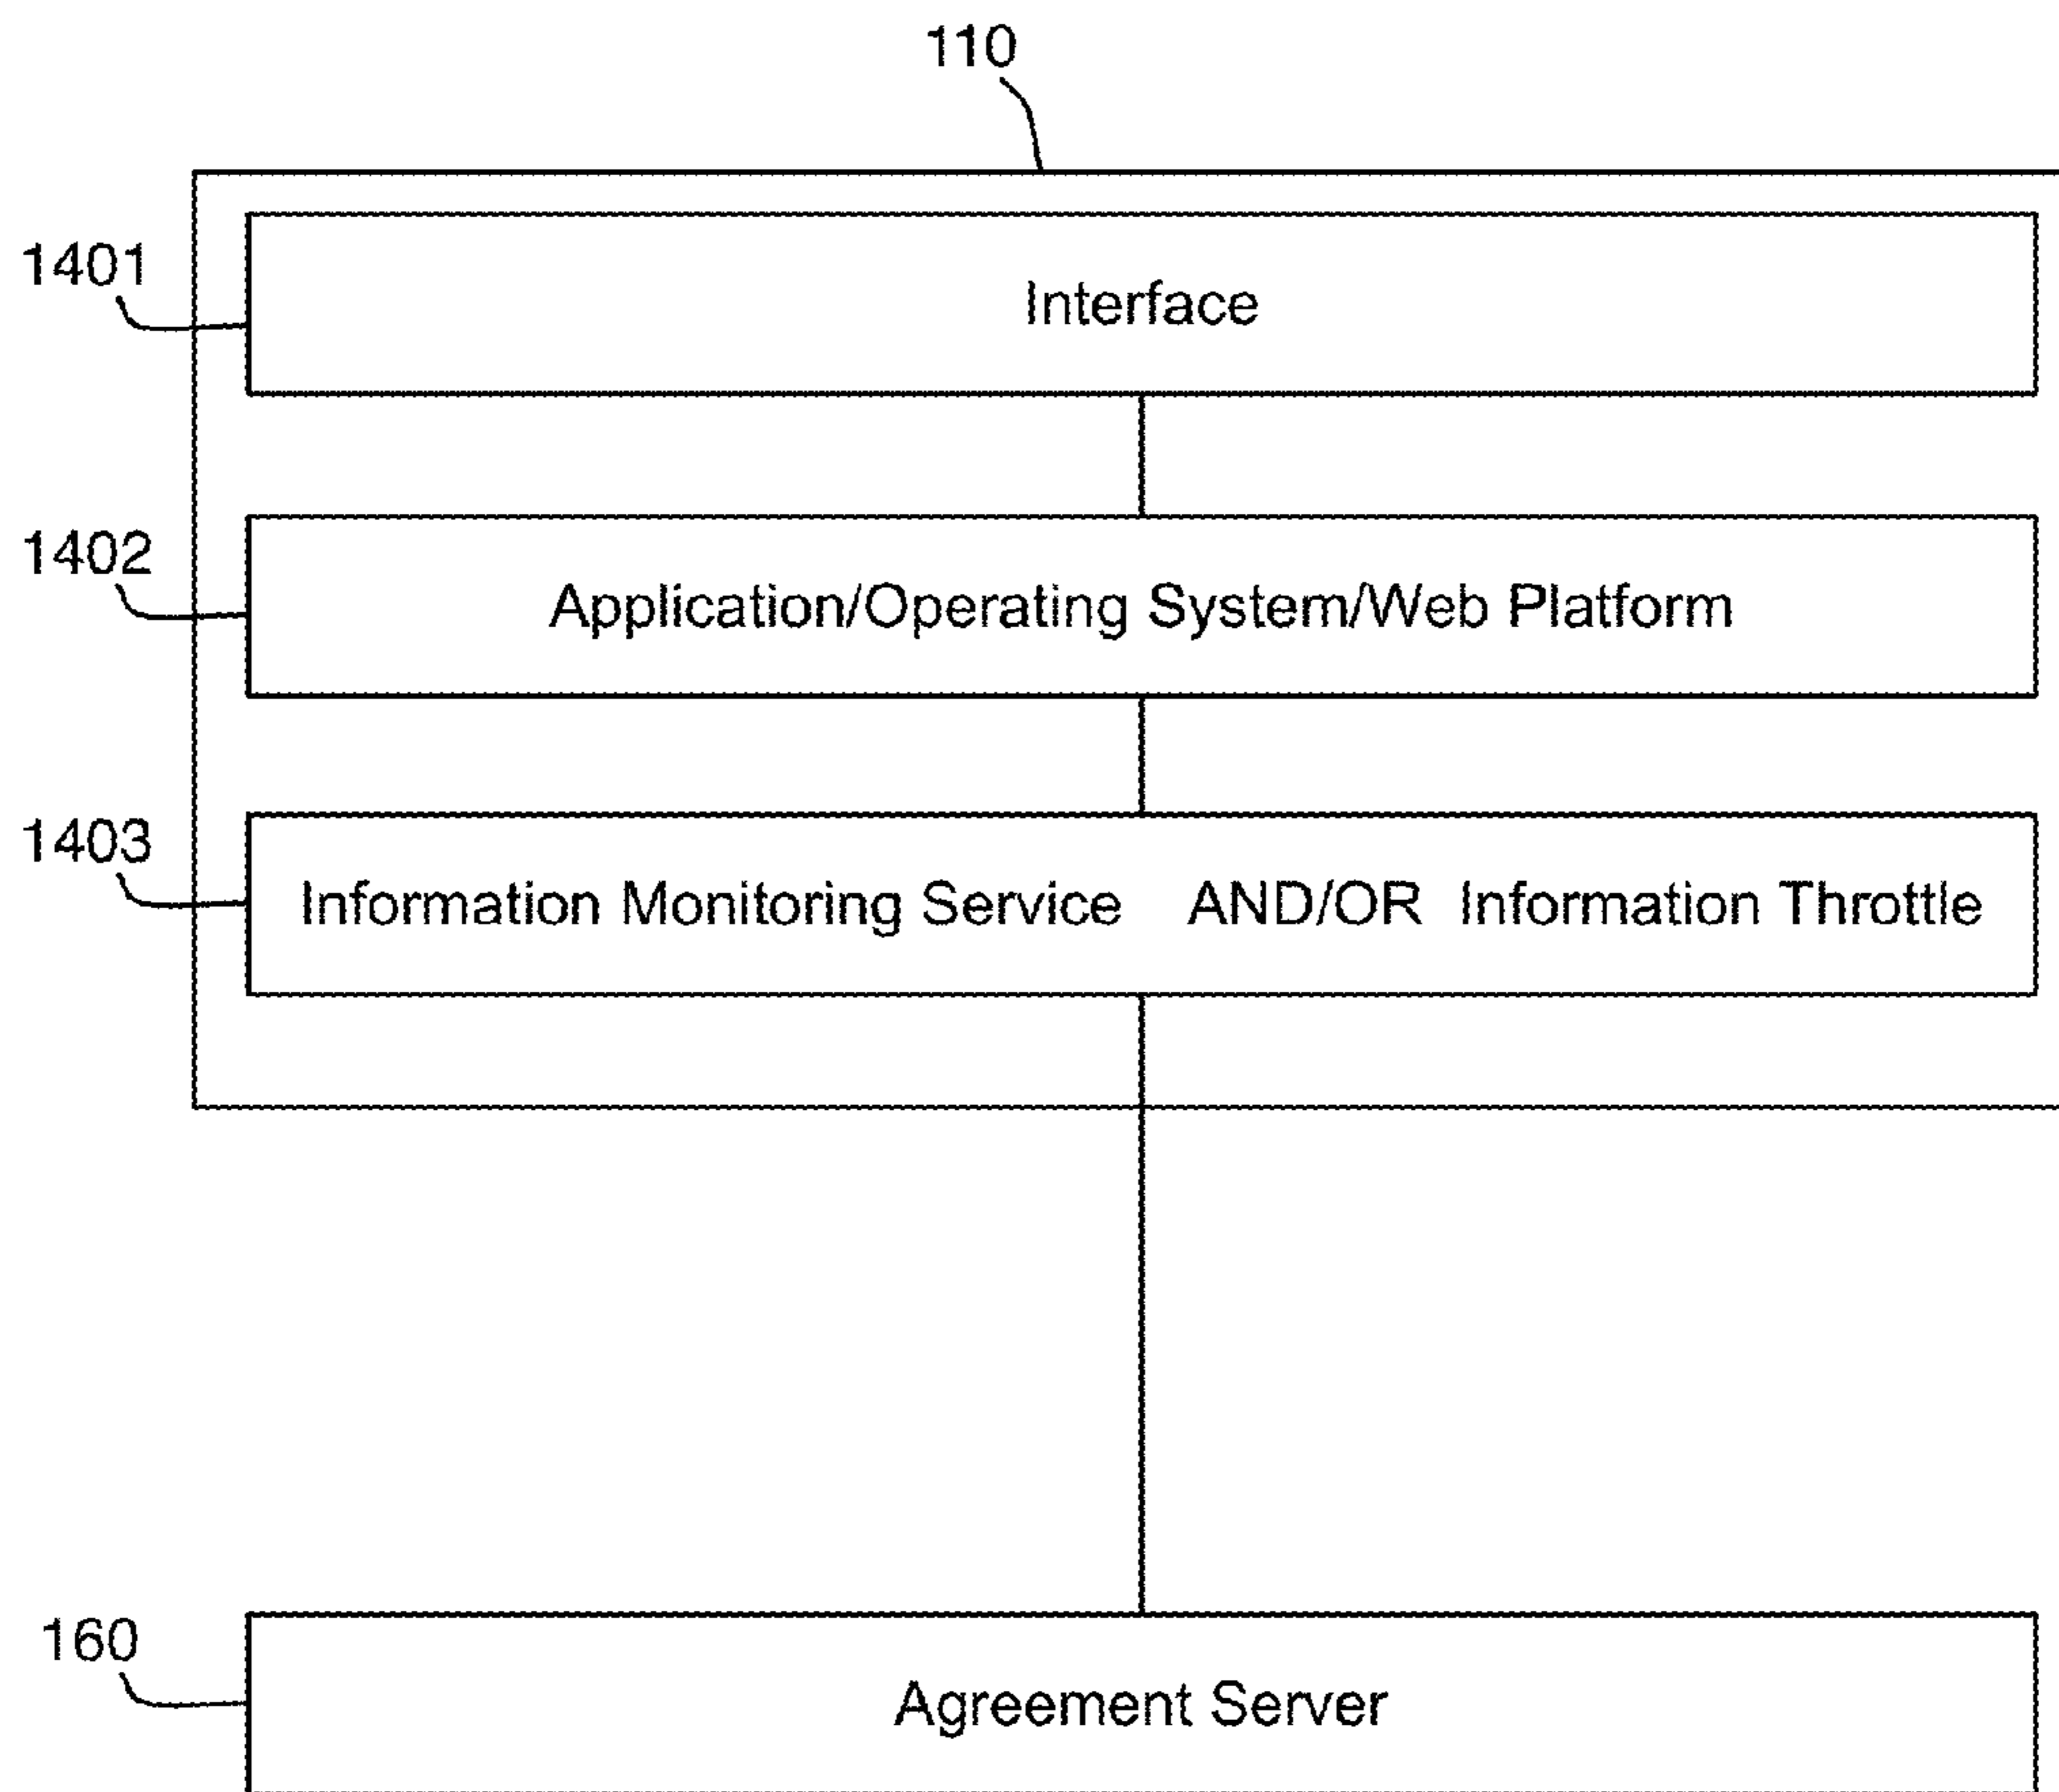 110
1401
Interface
1402
Application/Operating System/Web Platform
1403
Information Monitoring Service AND/OR Information Throttle
160
Agreement Server